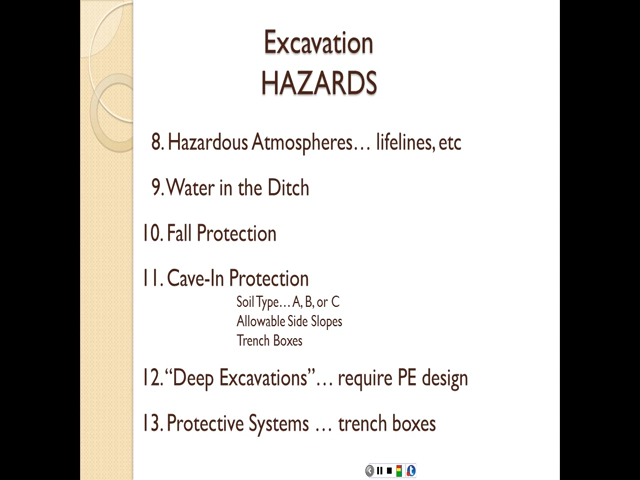 Excavation
HAZARDS
8. Hazardous Atmospheres… lifelines, etc
9. Water in the Ditch
10. Fall Protection
11. Cave-In Protection
Soil Type… A, B, or C
Allowable Side Slopes
Trench Boxes
12. “Deep Excavations”… require PE design
13. Protective Systems … trench boxes